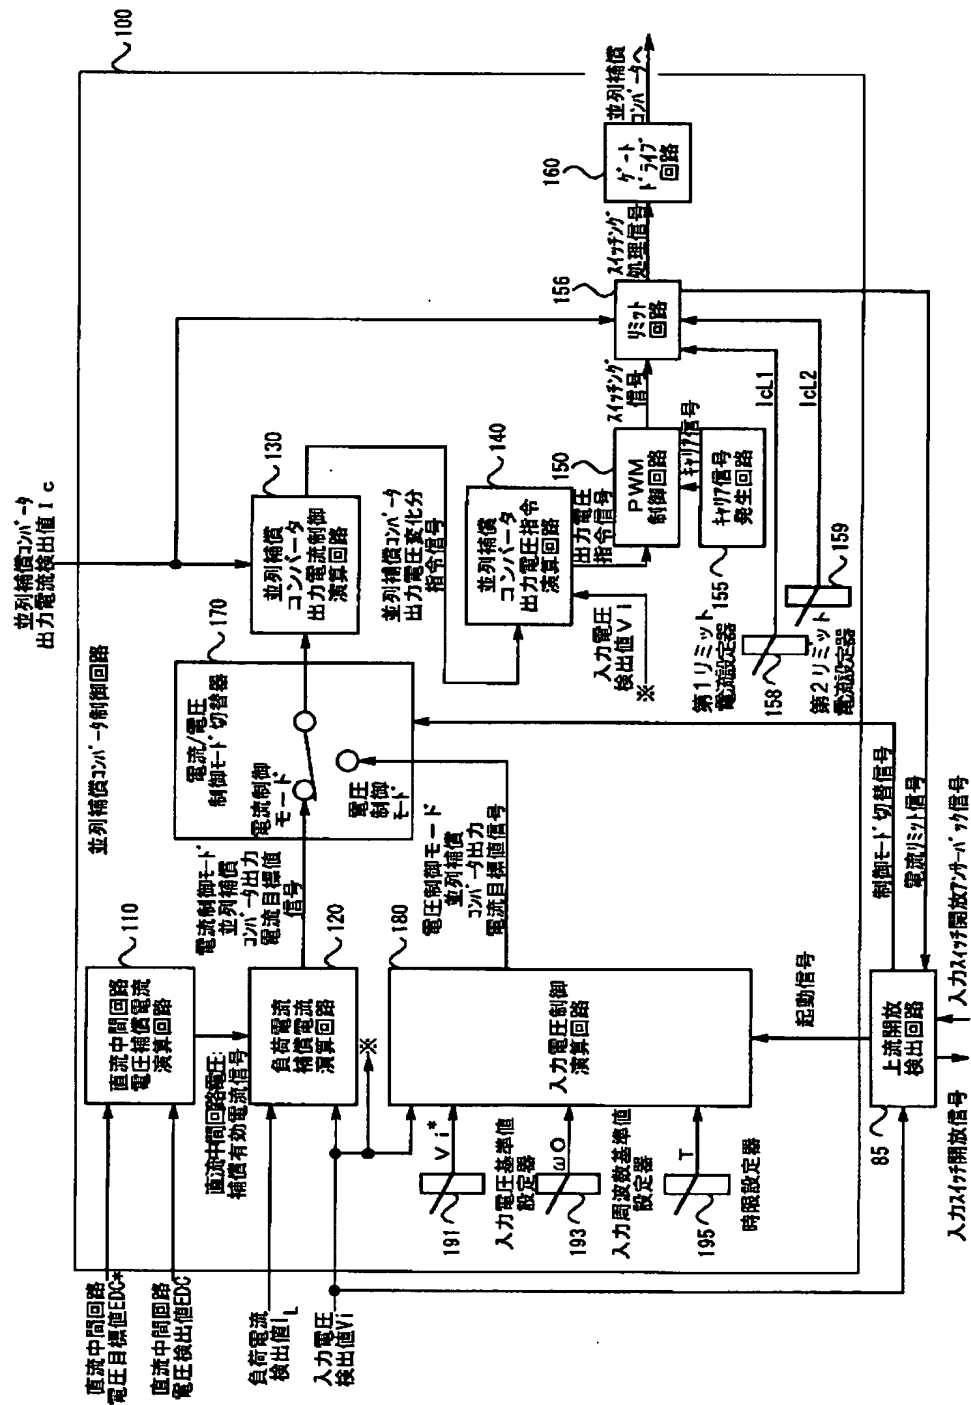 100
並列補償コンバータ
出力電流検出値Ｉc
並列補償コンバータ制御回路
直流中間回路
電圧目標値EDC*
直流中間回路
電圧検出値EDC
110
直流中間回路
電圧補償電流
演算回路
直流中間回路電圧:
補償有効電流信号
負荷電流
検出値IL
入力電圧
検出値Vi
120
負荷電流
補償電流
演算回路
※
電流制御モード
並列補償
コンバータ出力
電流目標値
信号
170
電流/電圧
制御モード切替器
電流制御
モード
電圧
制御
モード
130
並列補償
コンバータ
出力電流制御
演算回路
並列補償コンバータ
出力電圧変化分
指令信号
140
並列補償
コンバータ
出力電圧指令
演算回路
入力電圧
検出値Ｖi
※
出力電圧
指令信号
150
PWM
制御回路
キャリア信号
155
キャリア信号
発生回路
スイッチング
信号
156
リミット
回路
スイッチング
処理信号
160
ゲート
ドライブ
回路
並列補償
コンバータへ
180
入力電圧制御
演算回路
電圧制御モード
並列補償
コンバータ出力
電流目標値信号
Vi*
191
入力電圧基準値
設定器
ωO
193
入力周波数基準値
設定器
T
195
時限設定器
第１リミット
電流設定器
158
IcL1
第２リミット
電流設定器
159
IcL2
起動信号
85
上流開放
検出回路
制御モード切替信号
電流リミット信号
入力スイッチ開放信号
入力スイッチ開放アンサーバック信号